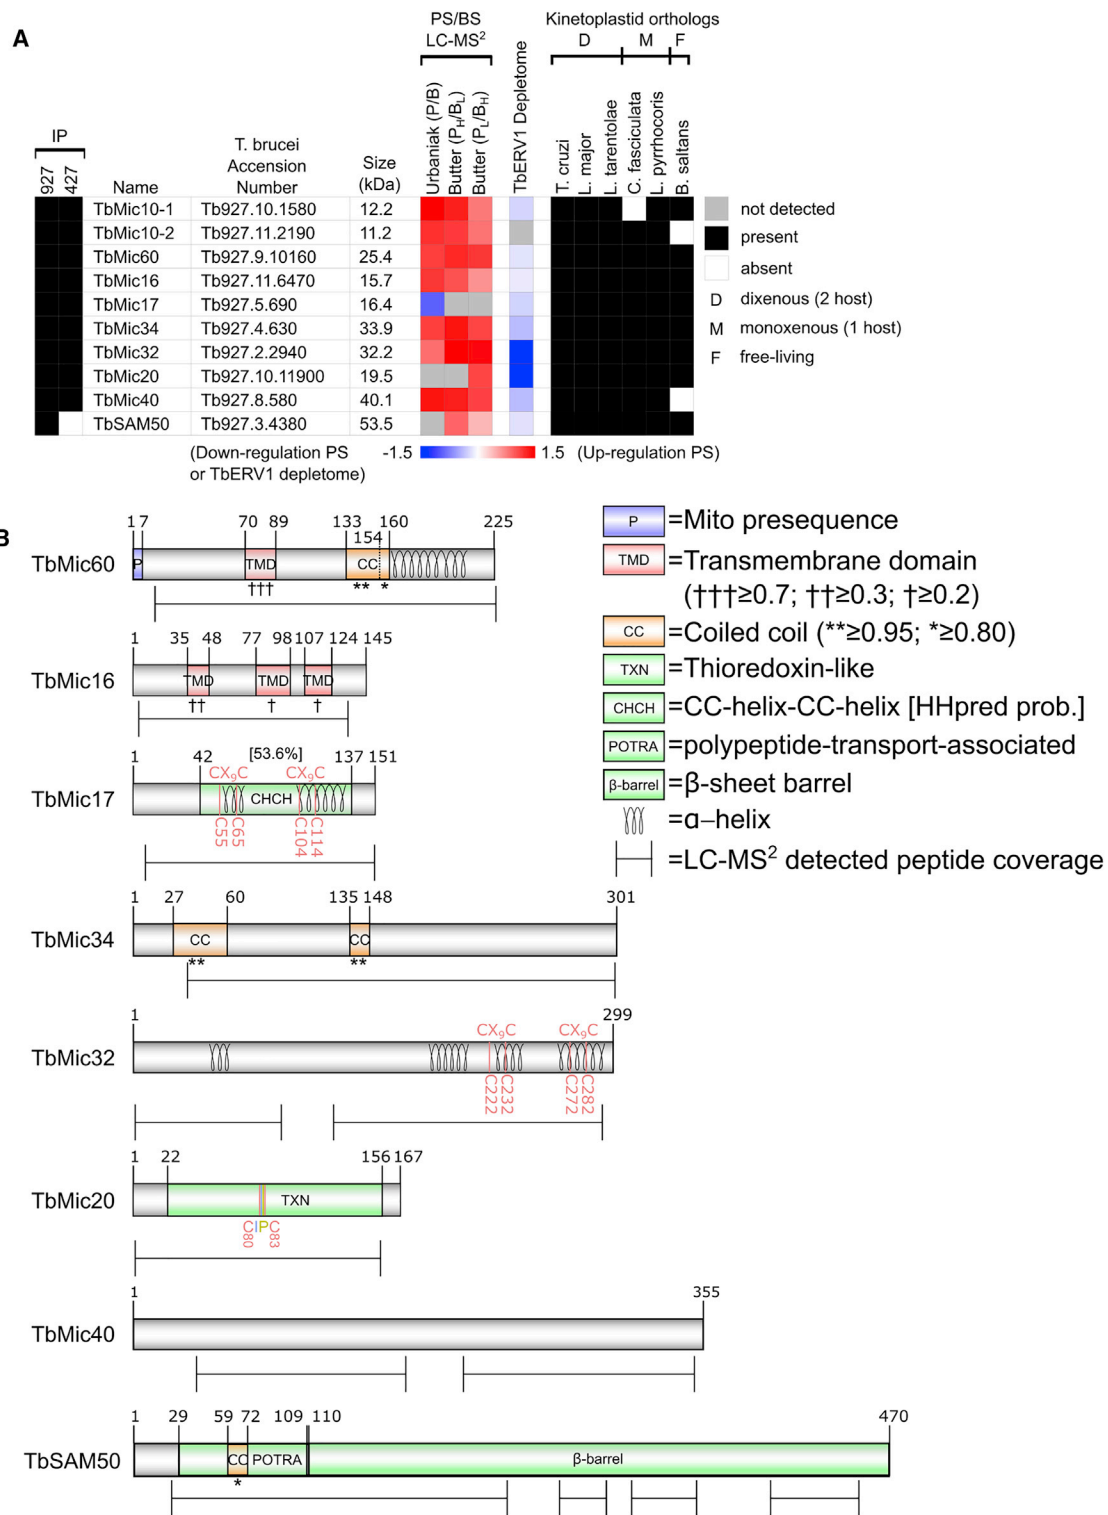 A
PS/BS
LC-MS²
Kinetoplastid orthologs
D M F
IP
927
427
Name
T. brucei
Accension
Number
Size
(kDa)
Urbaniak (P/B)
Butter (P_H/B_L)
Butter (P_L/B_H)
TbERV1 Depletome
T. cruzi
L. major
L. tarentolae
C. fasciculata
L. pyrrhocoris
B. saltans
TbMic10-1 Tb927.10.1580 12.2
TbMic10-2 Tb927.11.2190 11.2
TbMic60 Tb927.9.10160 25.4
TbMic16 Tb927.11.6470 15.7
TbMic17 Tb927.5.690 16.4
TbMic34 Tb927.4.630 33.9
TbMic32 Tb927.2.2940 32.2
TbMic20 Tb927.10.11900 19.5
TbMic40 Tb927.8.580 40.1
TbSAM50 Tb927.3.4380 53.5
not detected
present
absent
D dixenous (2 host)
M monoxenous (1 host)
F free-living
(Down-regulation PS
or TbERV1 depletome)
-1.5 1.5 (Up-regulation PS)
B
1 7 70 89 133 154 160 225
TbMic60 P TMD CC
††† ** *
1 35 48 77 98 107 124 145
TbMic16 TMD TMD TMD
†† † †
1 42 [53.6%] 137 151
CX₉C CX₉C
TbMic17 CHCH
C55 C65 C104 C114
1 27 60 135 148 301
TbMic34 CC CC
** **
1 299
CX₉C CX₉C
TbMic32
C222 C232 C272 C282
1 22 156 167
TbMic20 TXN
C80 I P C83
1 355
TbMic40
1 29 59 72 109 110 470
TbSAM50 CC POTRA β-barrel
*
P =Mito presequence
TMD =Transmembrane domain
(†††≥0.7; ††≥0.3; †≥0.2)
CC =Coiled coil (**≥0.95; *≥0.80)
TXN =Thioredoxin-like
CHCH =CC-helix-CC-helix [HHpred prob.]
POTRA =polypeptide-transport-associated
β-barrel =β-sheet barrel
=α–helix
=LC-MS² detected peptide coverage